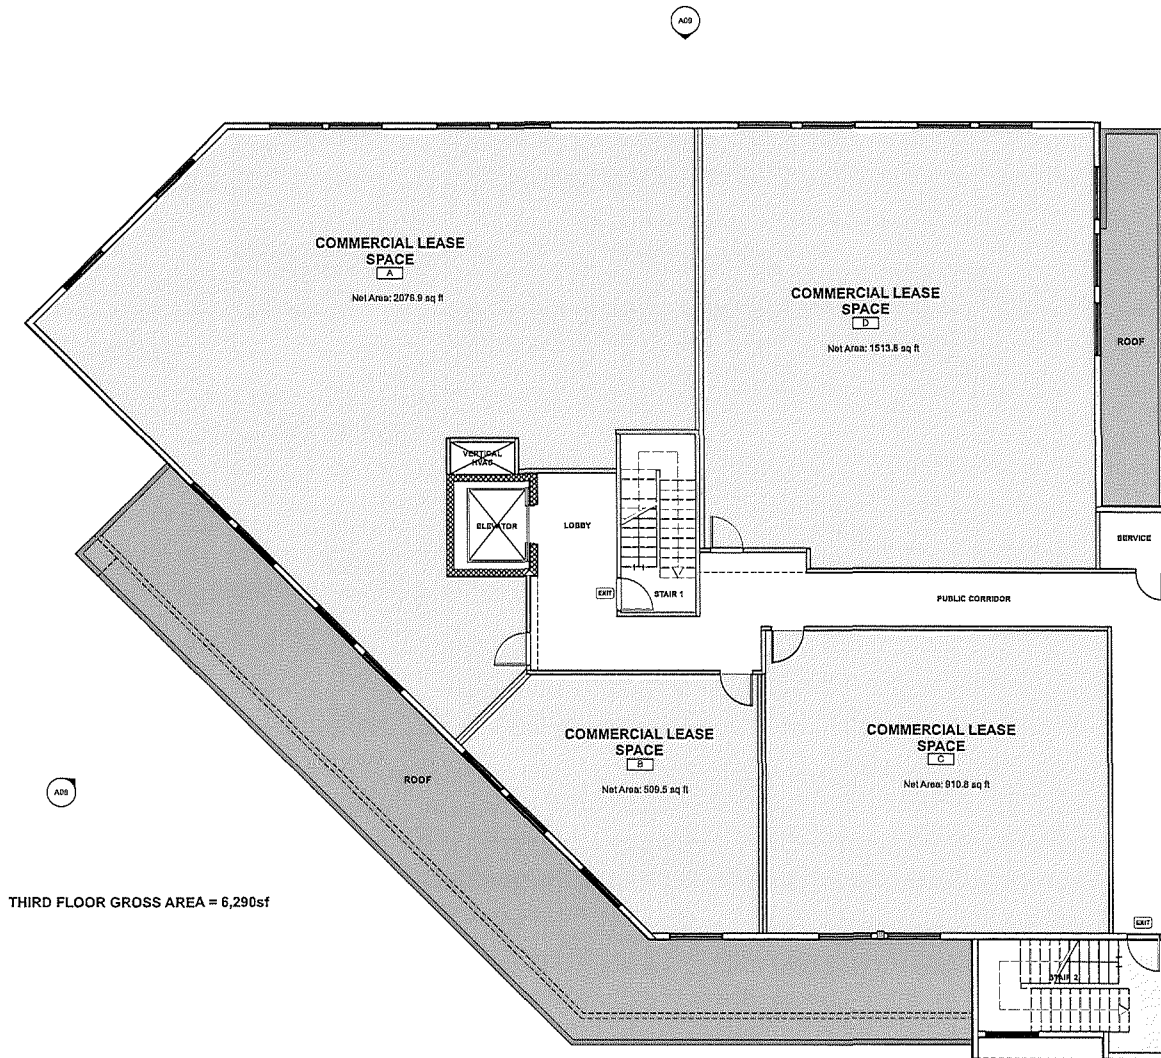 A09
COMMERCIAL LEASE
SPACE
A
Net Area: 2076.9 sq ft
COMMERCIAL LEASE
SPACE
D
Net Area: 1513.6 sq ft
ROOF
VERTICAL
HVAC
ELEVATOR
LOBBY
SERVICE
EXIT
STAIR 1
PUBLIC CORRIDOR
COMMERCIAL LEASE
SPACE
B
Net Area: 509.5 sq ft
COMMERCIAL LEASE
SPACE
C
Net Area: 910.8 sq ft
ROOF
A08
THIRD FLOOR GROSS AREA = 6,290sf
EXIT
STAIR 2